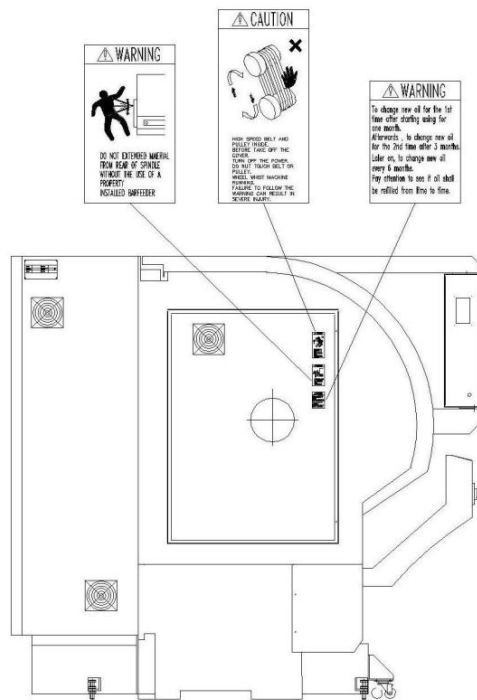 WARNING
DO NOT EXTENDED MATERIAL
FROM REAR OF SPINDLE
WITHOUT THE USE OF A
PROPERTY
INSTALLED BARFEEDER
CAUTION
HIGH SPEED BELT AND
PULLEY INSIDE.
BEFORE TAKE OFF THE
COVER.
TURN OFF THE POWER.
DO NOT TOUCH BELT OR
PULLEY.
WHEEL WHIST MACHINE
RUNNING.
FAILURE TO FOLLOW THE
WARNING CAN RESULT IN
SEVERE INJURY.
WARNING
To change new oil for the 1st
time after starting using for
one month.
Afterwards , to change new oil
for the 2nd time after 3 months.
Later on, to change new oil
every 6 months.
Pay attention to see if oil shall
be refilled from time to time.